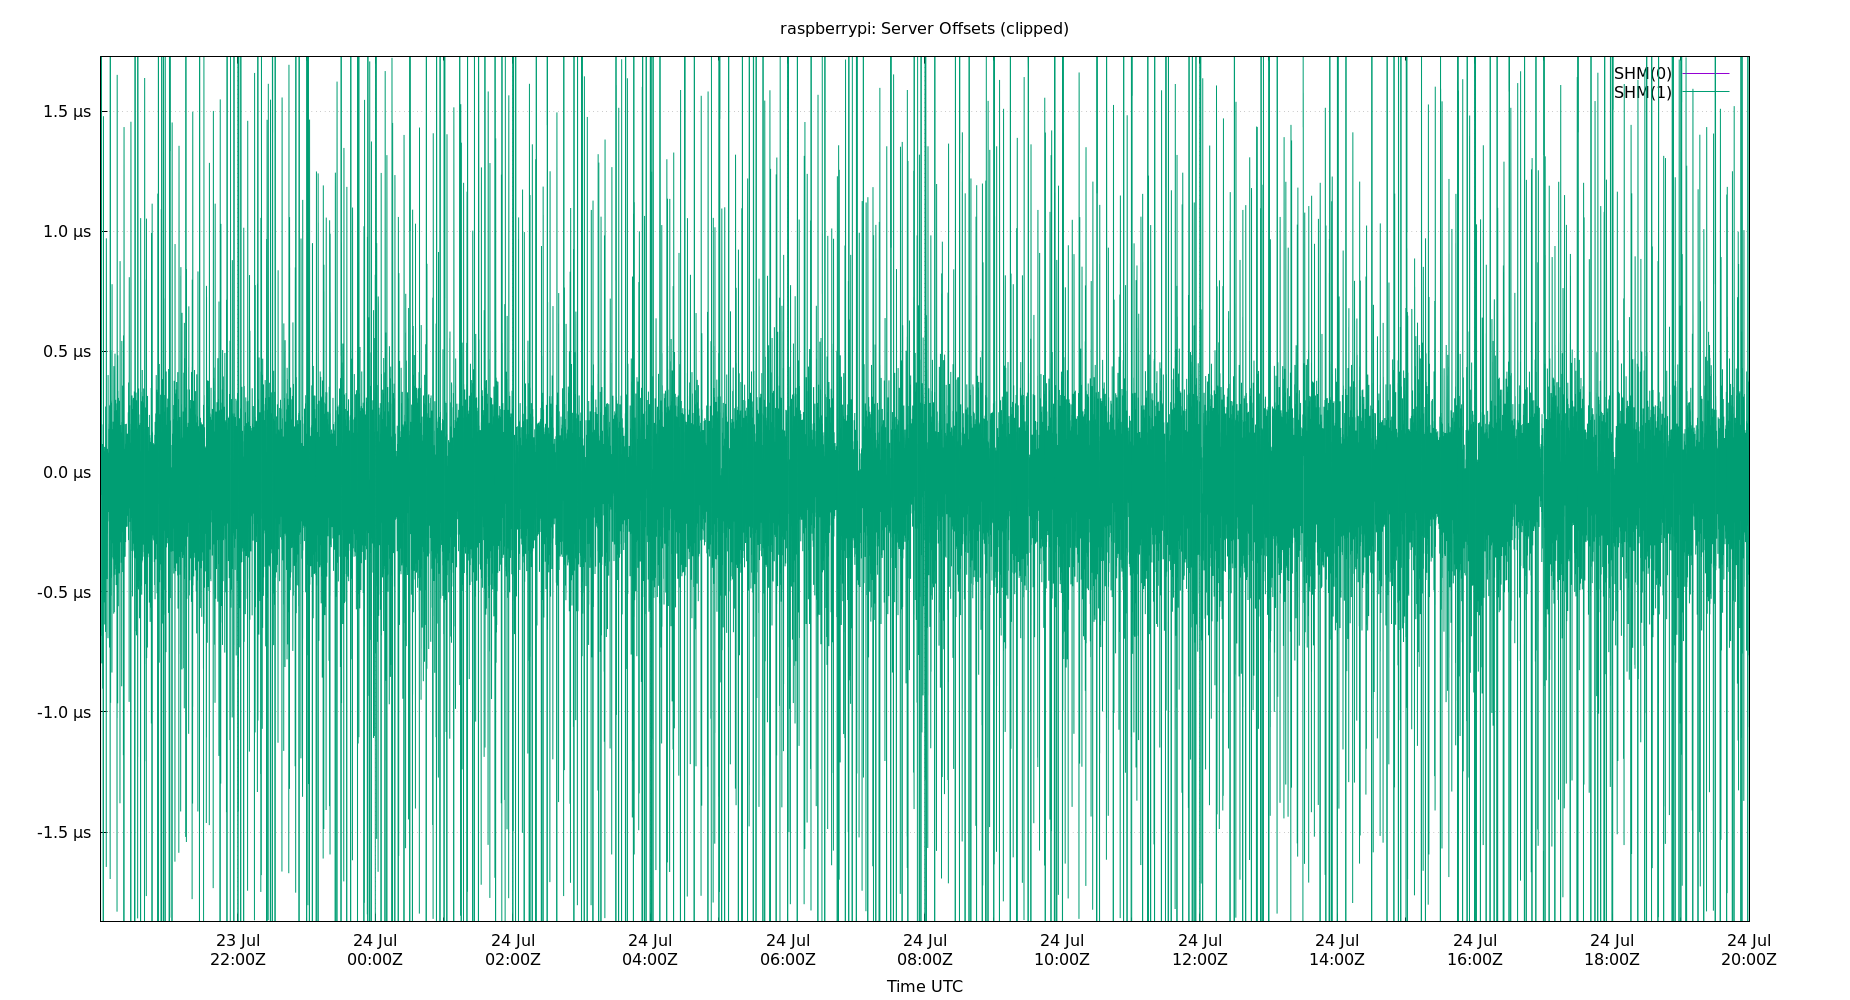 raspberrypi: Server Offsets (clipped)
SHM(0)
SHM(1)
1.5 µs
1.0 µs
0.5 µs
0.0 µs
-0.5 µs
-1.0 µs
-1.5 µs
23 Jul 24 Jul 24 Jul 24 Jul 24 Jul 24 Jul 24 Jul 24 Jul 24 Jul 24 Jul 24 Jul 24 Jul
22:00Z 00:00Z 02:00Z 04:00Z 06:00Z 08:00Z 10:00Z 12:00Z 14:00Z 16:00Z 18:00Z 20:00Z
Time UTC